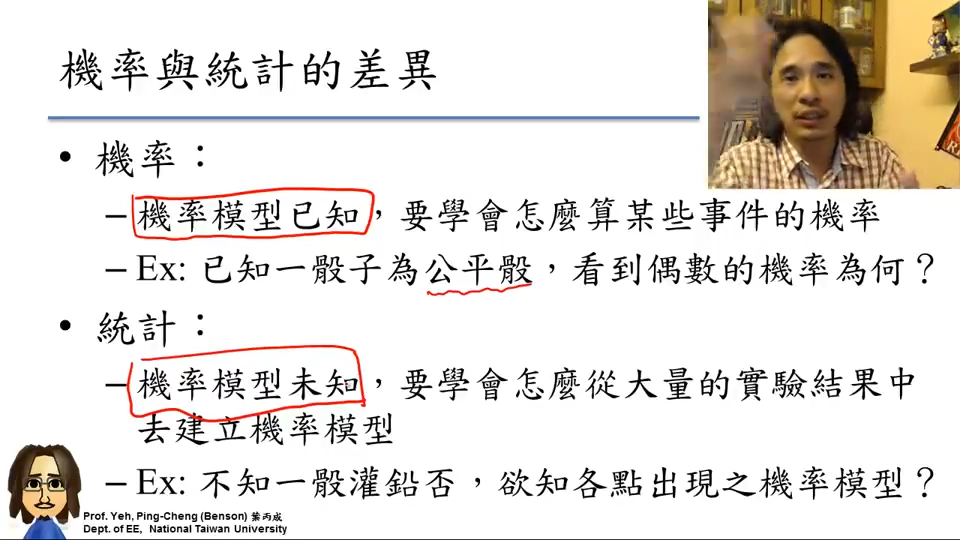 機率與統計的差異
• 機率：
– 機率模型已知，要學會怎麼算某些事件的機率
– Ex: 已知一骰子為公平骰，看到偶數的機率為何？
• 統計：
– 機率模型未知，要學會怎麼從大量的實驗結果中
去建立機率模型
– Ex: 不知一骰灌鉛否，欲知各點出現之機率模型？
Prof. Yeh, Ping-Cheng (Benson) 葉丙成
Dept. of EE, National Taiwan University